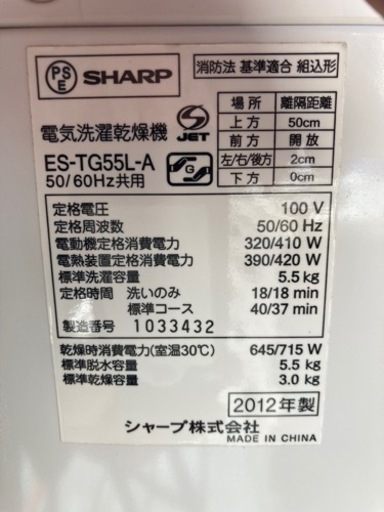 PS E SHARP
消防法 基準適合 組込形
場所 離隔距離
上方 50cm
前方 開放
左/右/後方 2cm
下方 0cm
電気洗濯乾燥機 S JET
ES-TG55L-A
50/60Hz共用 G
定格電圧 100 V
定格周波数 50/60 Hz
電動機定格消費電力 320/410 W
電熱装置定格消費電力 390/420 W
標準洗濯容量 5.5 kg
定格時間 洗いのみ 18/18 min
標準コース 40/37 min
製造番号 1033432
乾燥時消費電力(室温30℃) 645/715 W
標準脱水容量 5.5 kg
標準乾燥容量 3.0 kg
2012年製
シャープ株式会社
MADE IN CHINA